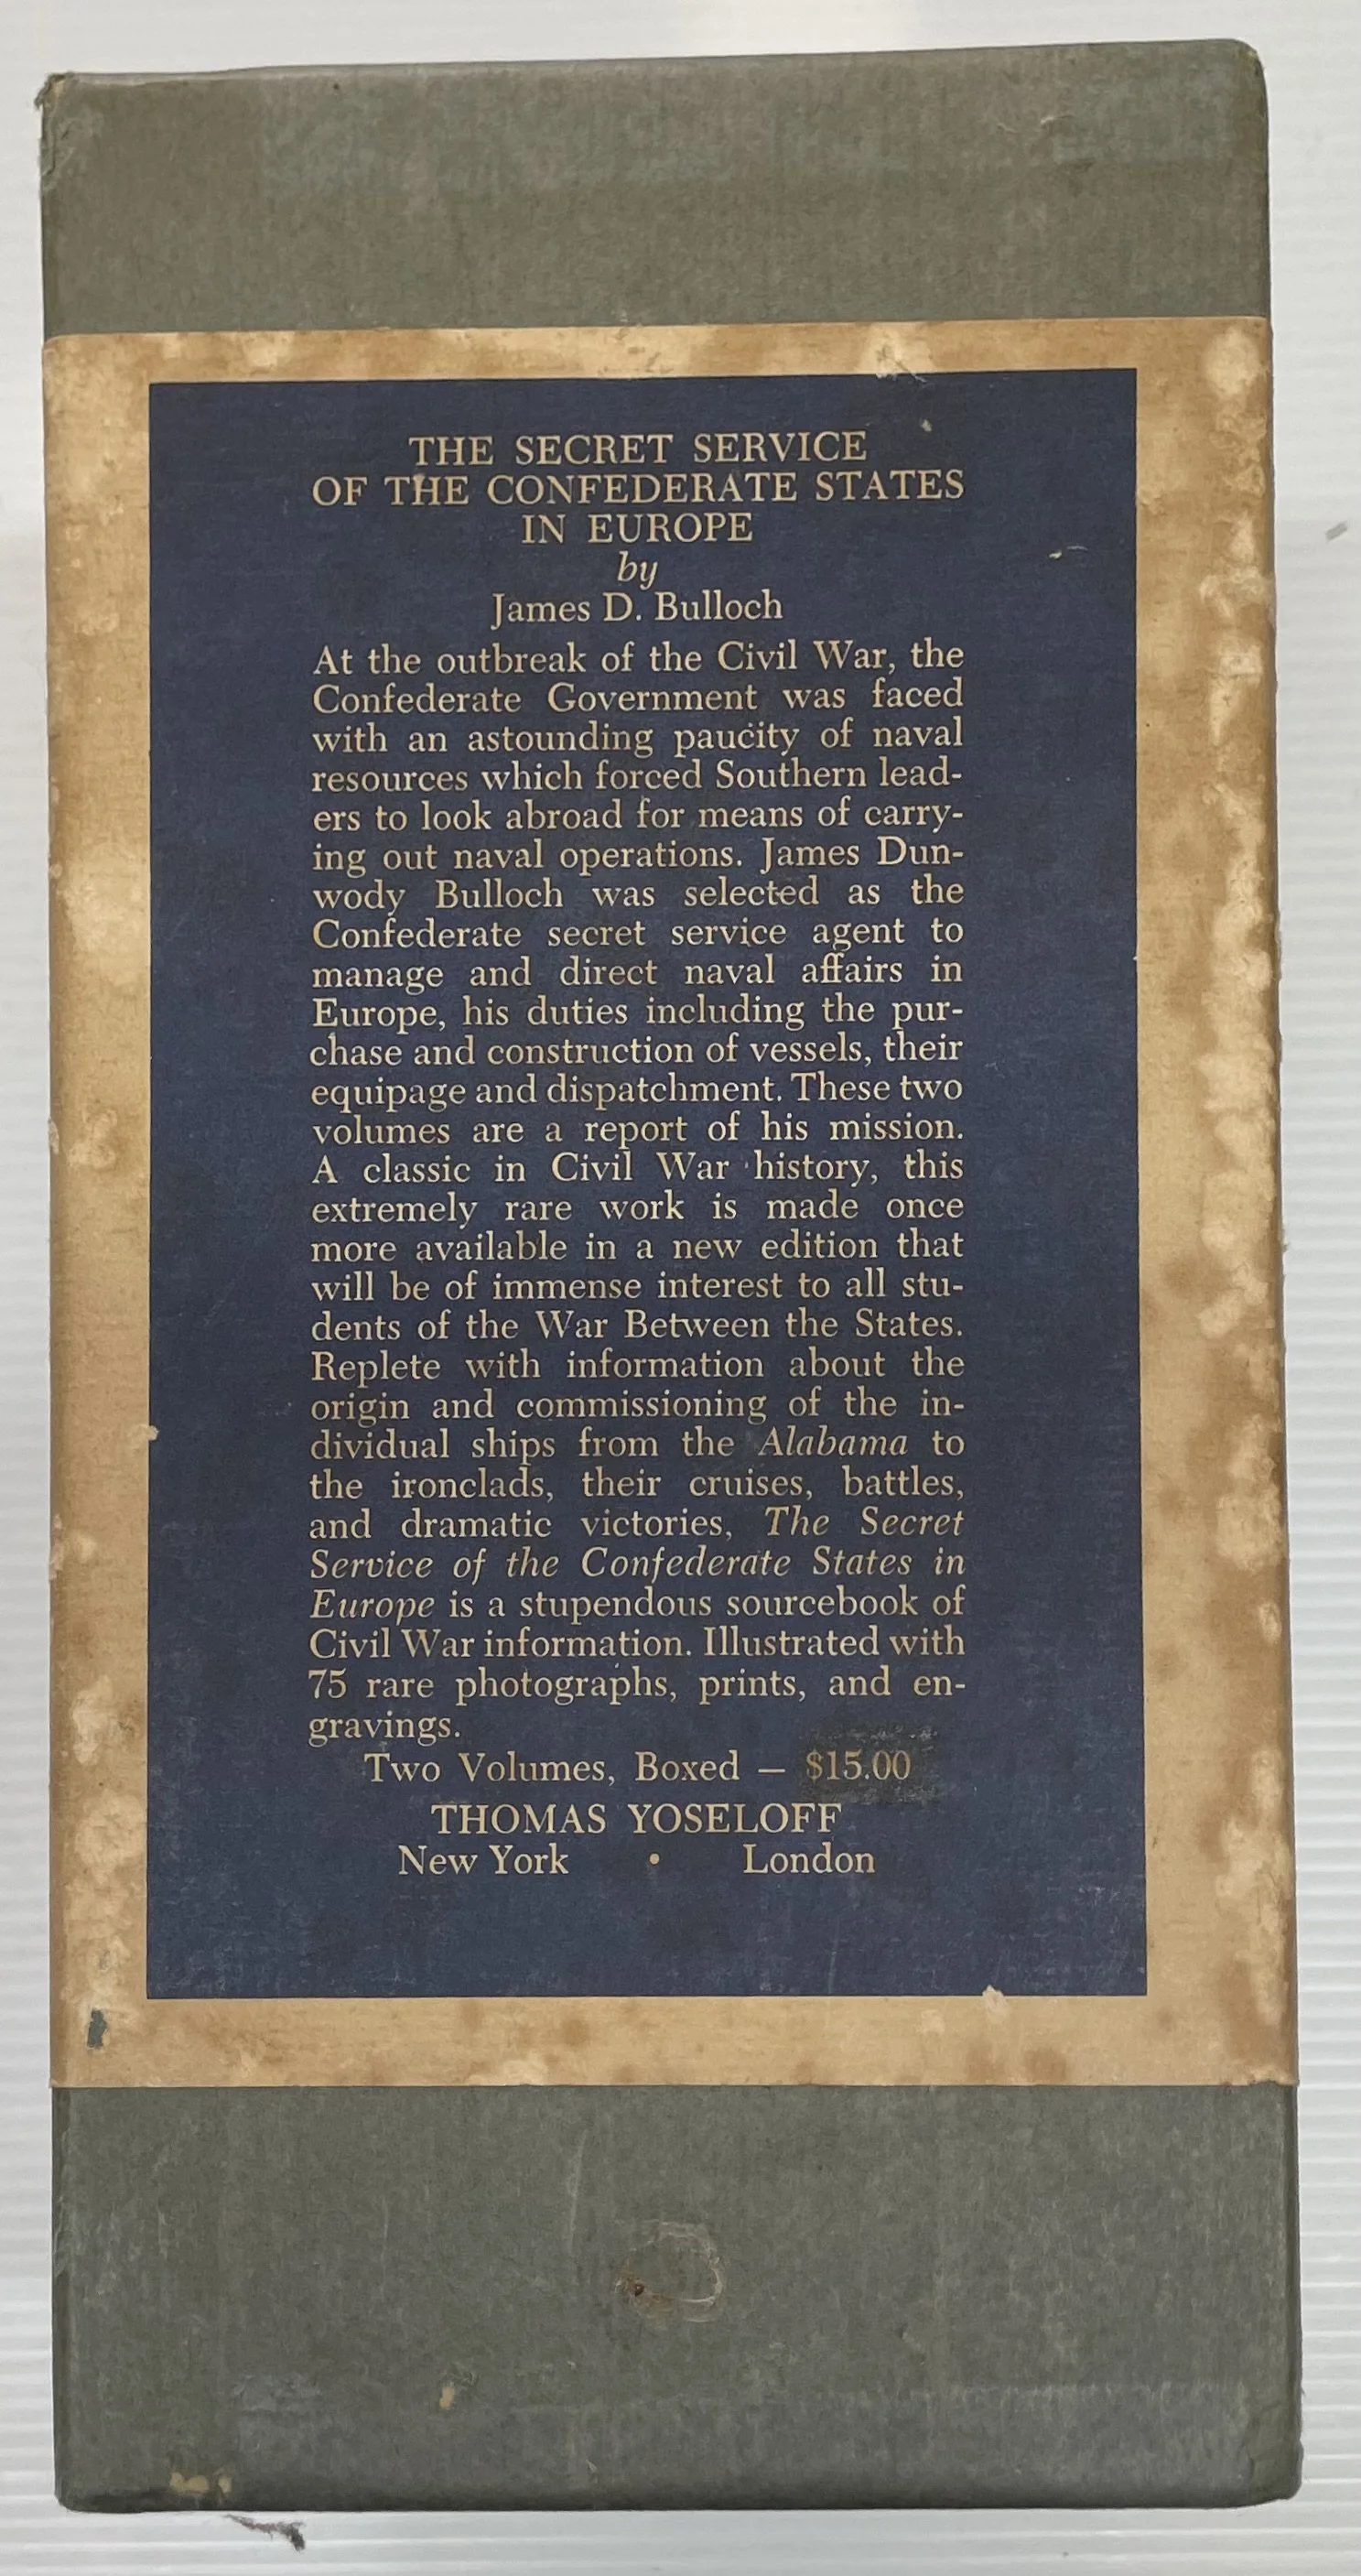 THE SECRET SERVICE
OF THE CONFEDERATE STATES
IN EUROPE
by
James D. Bulloch
At the outbreak of the Civil War, the
Confederate Government was faced
with an astounding paucity of naval
resources which forced Southern lead-
ers to look abroad for means of carry-
ing out naval operations. James Dun-
wody Bulloch was selected as the
Confederate secret service agent to
manage and direct naval affairs in
Europe, his duties including the pur-
chase and construction of vessels, their
equipage and dispatchment. These two
volumes are a report of his mission.
A classic in Civil War history, this
extremely rare work is made once
more available in a new edition that
will be of immense interest to all stu-
dents of the War Between the States.
Replete with information about the
origin and commissioning of the in-
dividual ships from the Alabama to
the ironclads, their cruises, battles,
and dramatic victories, The Secret
Service of the Confederate States in
Europe is a stupendous sourcebook of
Civil War information. Illustrated with
75 rare photographs, prints, and en-
gravings.
Two Volumes, Boxed — $15.00
THOMAS YOSELOFF
New York • London